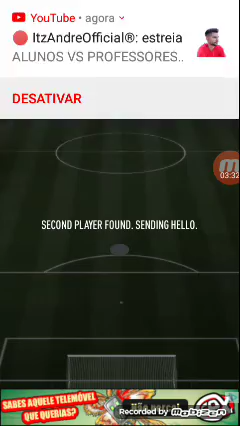 YouTube • agora
🔴 ItzAndreOfficial®: estreia
ALUNOS VS PROFESSORES..
DESATIVAR
03:32
SECOND PLAYER FOUND. SENDING HELLO.
SABES AQUELE TELEMÓVEL
QUE QUERIAS?
Recorded by mobizen